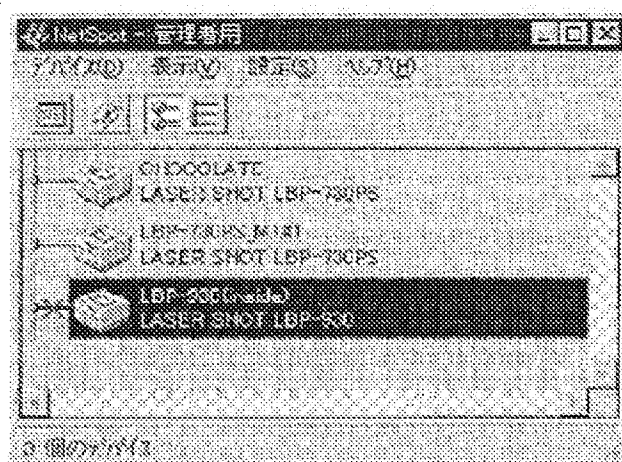 NetSpot - 管理者用
デバイス(D) 表示(V) 設定(S) ヘルプ(H)
CHOCOLATE
LASER SHOT LBP-730PS
LASER SHOT LBP-730PS
LASER SHOT LBP-930
3 個のデバイス